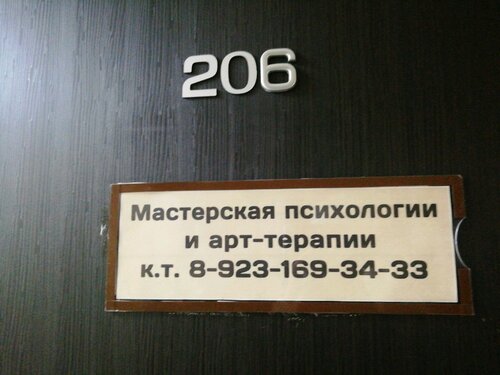 206
Мастерская психологии
и арт-терапии
к.т. 8-923-169-34-33